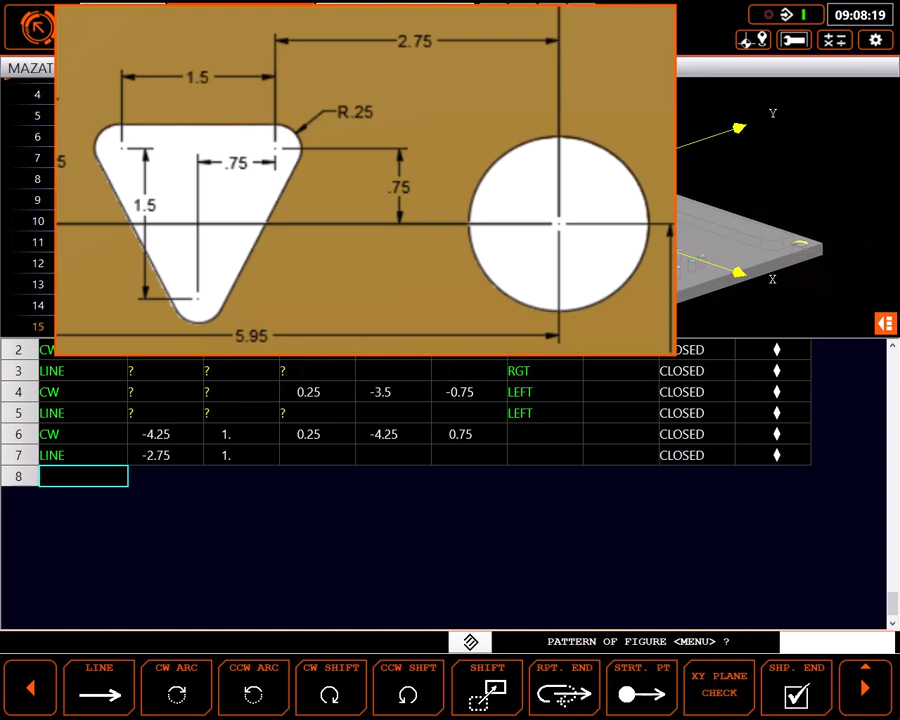 09:08:19
MAZAT
4
5
6
7
8
9
10
11
12
13
14
15
2.75
1.5
R.25
5
.75
.75
1.5
5.95
Y
X
2 CW OSED ♦
3 LINE ? ? ? RGT CLOSED ♦
4 CW ? ? 0.25 -3.5 -0.75 LEFT CLOSED ♦
5 LINE ? ? ? LEFT CLOSED ♦
6 CW -4.25 1. 0.25 -4.25 0.75 CLOSED ♦
7 LINE -2.75 1. CLOSED ♦
8
PATTERN OF FIGURE <MENU> ?
LINE
CW ARC
CCW ARC
CW SHIFT
CCW SHFT
SHIFT
RPT. END
STRT. PT
XY PLANE
CHECK
SHP. END